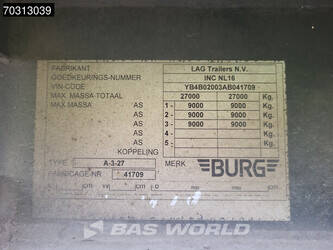 70313039
FABRIKANT LAG Trailers N.V.
GOEDKEURINGS-NUMMER INC NL16
VIN-CODE YB4B02003AB041709
MAX. MASSA-TOTAAL 27000 27000 Kg.
MAX. MASSA AS 1- 9000 9000 Kg.
AS 2- 9000 9000 Kg.
AS 3- 9000 9000 Kg.
AS 4- Kg.
AS 5- Kg.
KOPPELING Kg.
TYPE A-3-27 MERK BURG
FABRICAGE-NR. 41709
BAS WORLD